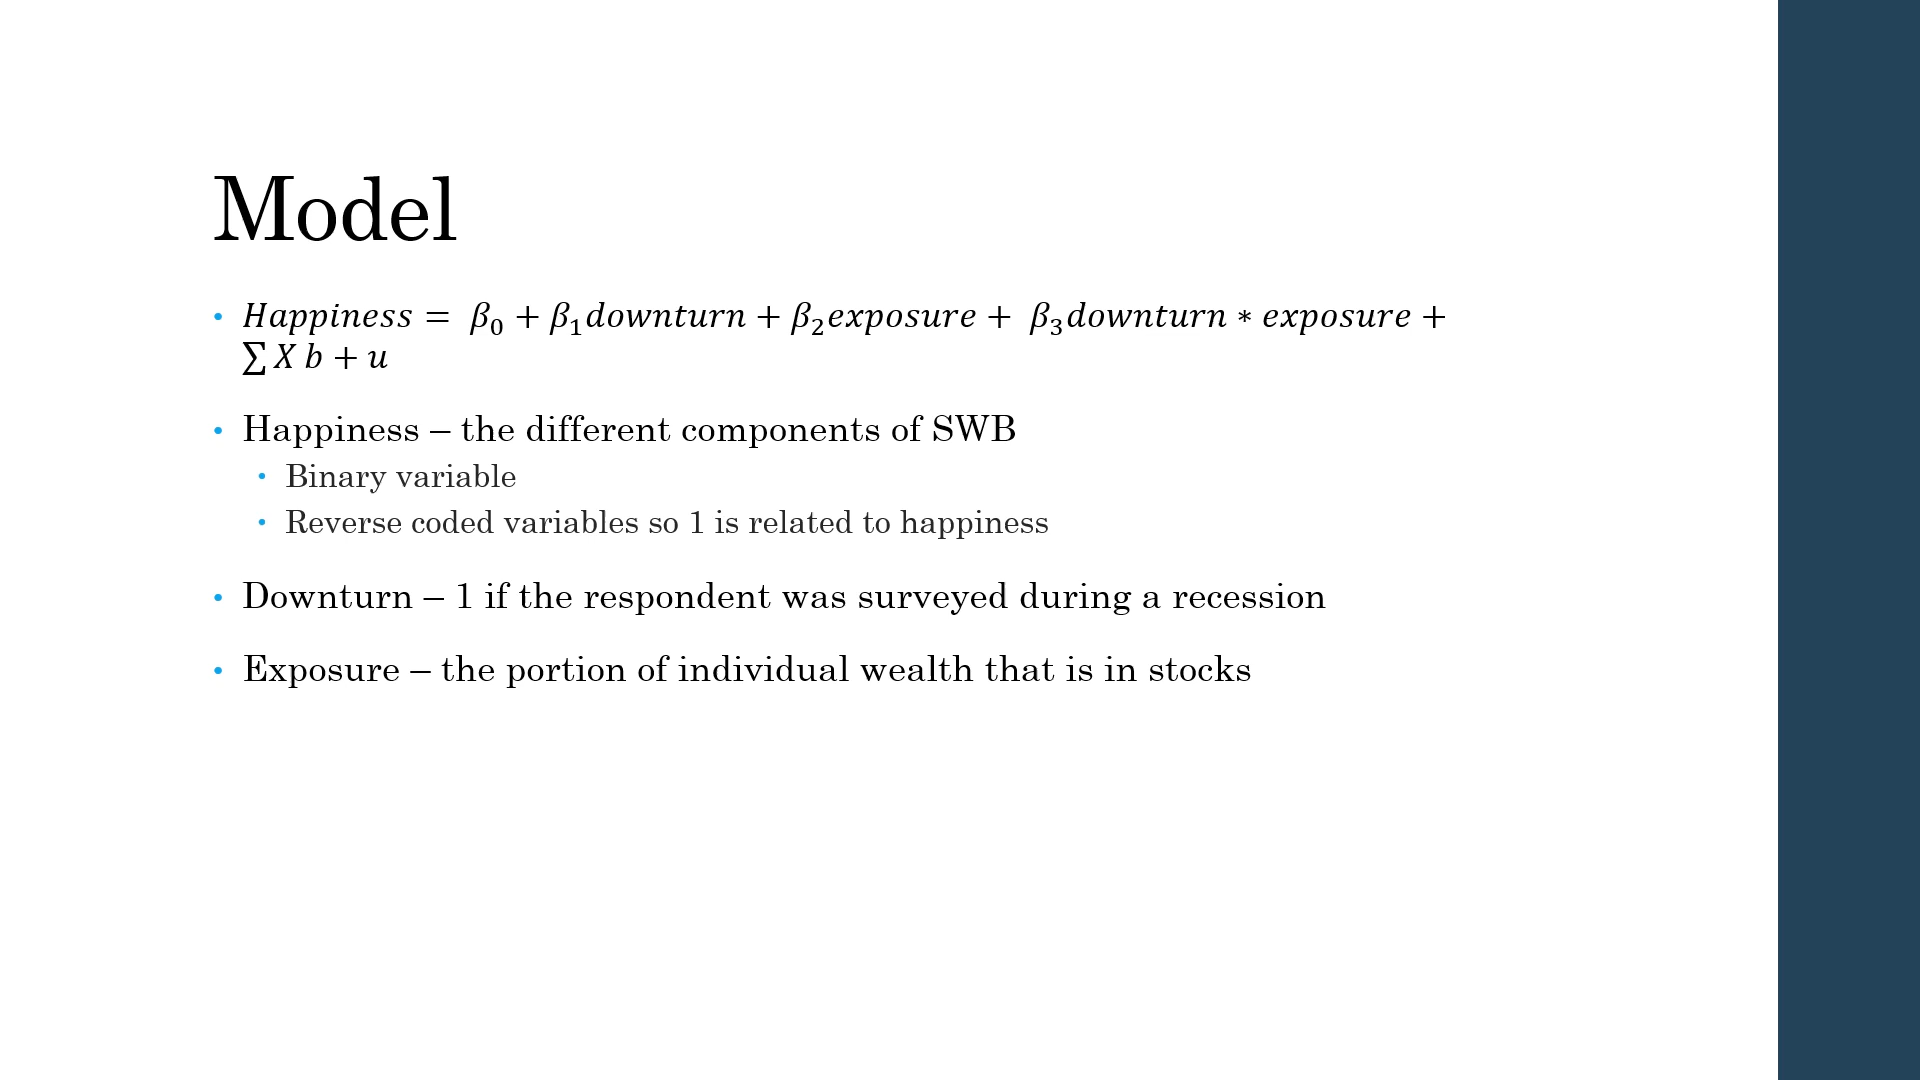 Model
• 𝐻𝑎𝑝𝑝𝑖𝑛𝑒𝑠𝑠 = 𝛽₀ + 𝛽₁𝑑𝑜𝑤𝑛𝑡𝑢𝑟𝑛 + 𝛽₂𝑒𝑥𝑝𝑜𝑠𝑢𝑟𝑒 + 𝛽₃𝑑𝑜𝑤𝑛𝑡𝑢𝑟𝑛 ∗ 𝑒𝑥𝑝𝑜𝑠𝑢𝑟𝑒 +
∑ 𝑋 𝑏 + 𝑢
• Happiness – the different components of SWB
• Binary variable
• Reverse coded variables so 1 is related to happiness
• Downturn – 1 if the respondent was surveyed during a recession
• Exposure – the portion of individual wealth that is in stocks